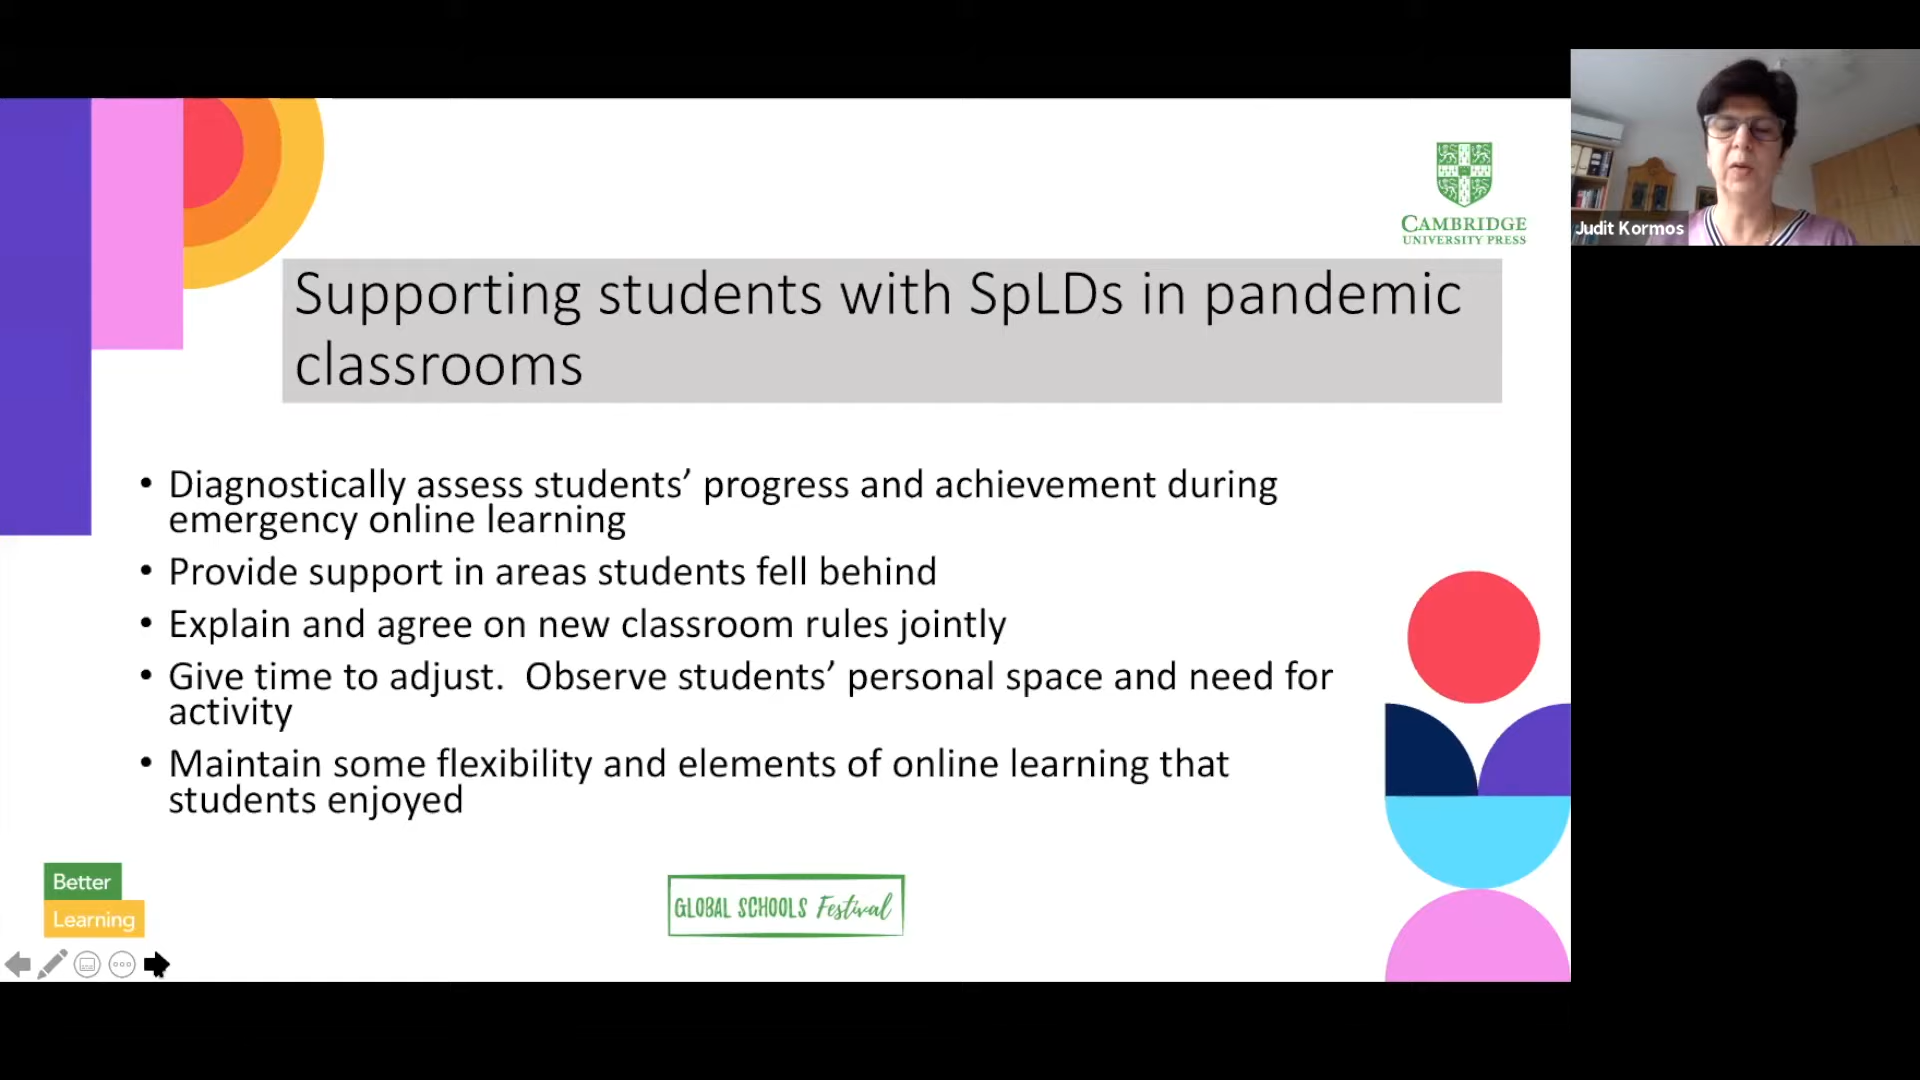 CAMBRIDGE
UNIVERSITY PRESS
Judit Kormos
Supporting students with SpLDs in pandemic
classrooms
• Diagnostically assess students’ progress and achievement during
emergency online learning
• Provide support in areas students fell behind
• Explain and agree on new classroom rules jointly
• Give time to adjust.  Observe students’ personal space and need for
activity
• Maintain some flexibility and elements of online learning that
students enjoyed
Better
Learning
GLOBAL SCHOOLS Festival